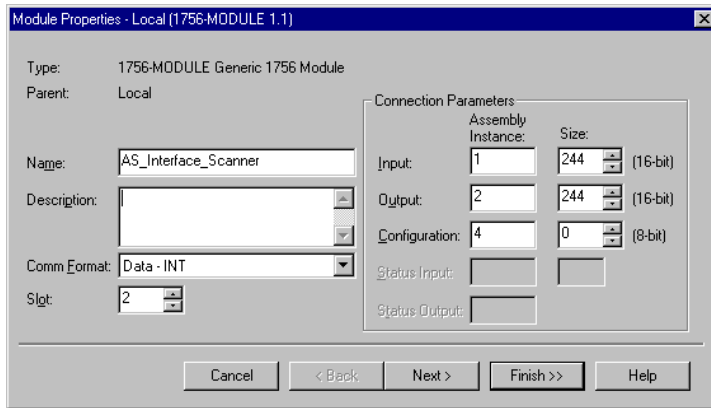 Module Properties - Local (1756-MODULE 1.1)
Type: 1756-MODULE Generic 1756 Module
Parent: Local
Connection Parameters
Assembly Instance: Size:
Name: AS_Interface_Scanner
Input: 1 244 (16-bit)
Description:
Output: 2 244 (16-bit)
Configuration: 4 0 (8-bit)
Comm Format: Data - INT
Status Input:
Slot: 2
Status Output:
Cancel < Back Next > Finish >> Help